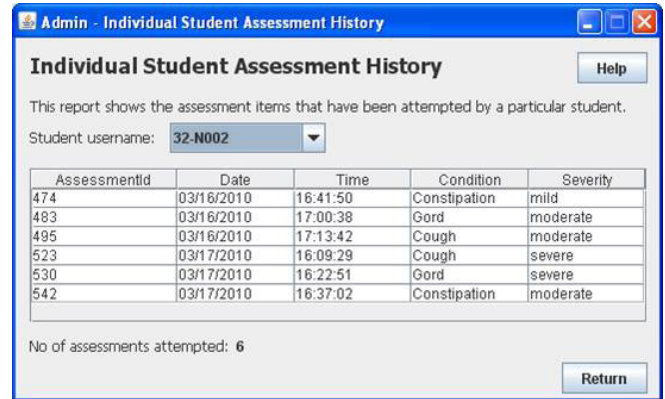 Admin - Individual Student Assessment History
Individual Student Assessment History
Help
This report shows the assessment items that have been attempted by a particular student.
Student username: 32-N002
AssessmentId Date Time Condition Severity
474 03/16/2010 16:41:50 Constipation mild
483 03/16/2010 17:00:38 Gord moderate
495 03/16/2010 17:13:42 Cough moderate
523 03/17/2010 16:09:29 Cough severe
530 03/17/2010 16:22:51 Gord severe
542 03/17/2010 16:37:02 Constipation moderate
No of assessments attempted: 6
Return